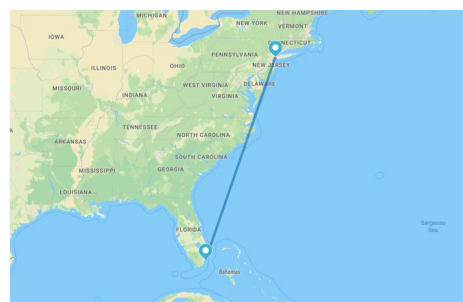 MICHIGAN
NEW HAMPSHIRE
NEW YORK
VERMONT
IOWA
CONNECTICUT
PENNSYLVANIA
ILLINOIS
OHIO
NEW JERSEY
INDIANA
WEST VIRGINIA
DELAWARE
MISSOURI
VIRGINIA
TENNESSEE
NORTH CAROLINA
ARKANSAS
SOUTH CAROLINA
MISSISSIPPI
GEORGIA
LOUISIANA
FLORIDA
Sargasso
Sea
Bahamas